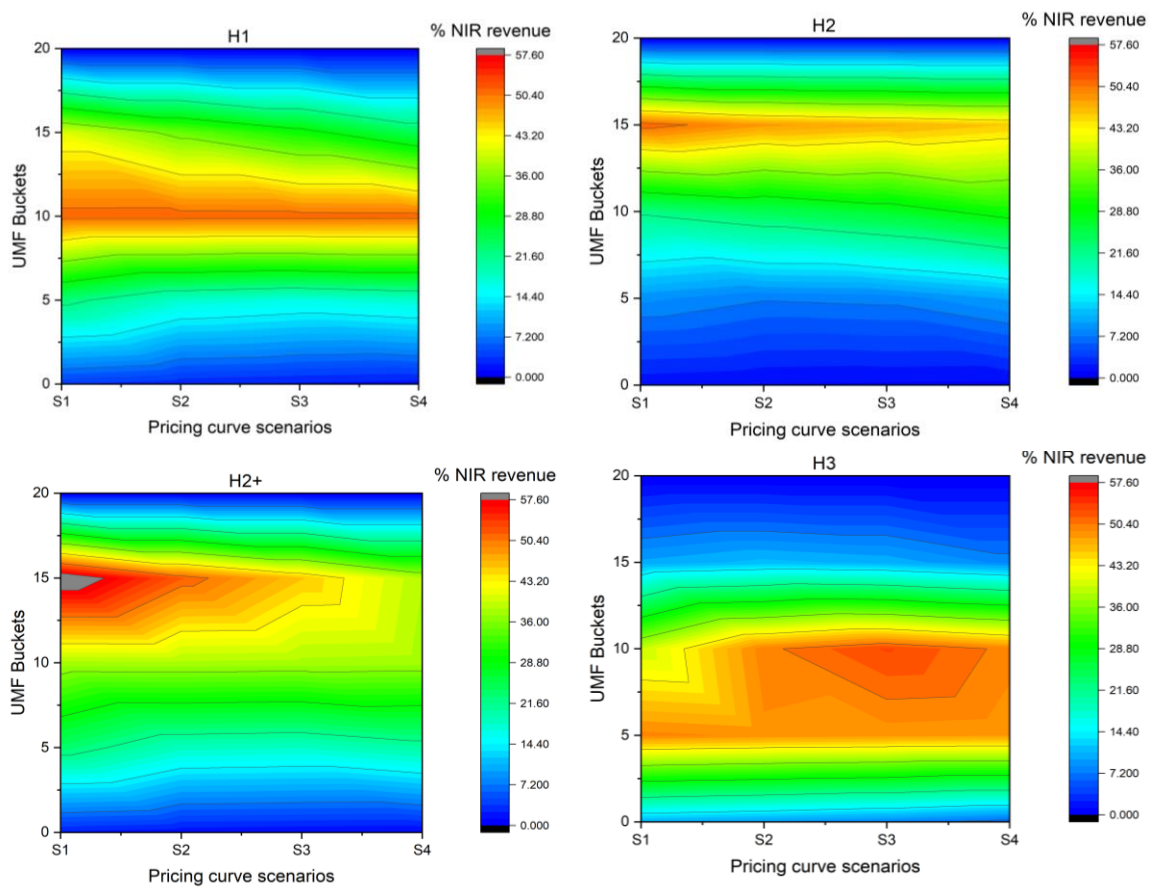 H1
% NIR revenue
20
15
10
5
0
UMF Buckets
S1 S2 S3 S4
Pricing curve scenarios
57.60
50.40
43.20
36.00
28.80
21.60
14.40
7.200
0.000
H2
% NIR revenue
20
15
10
5
0
UMF Buckets
S1 S2 S3 S4
Pricing curve scenarios
57.60
50.40
43.20
36.00
28.80
21.60
14.40
7.200
0.000
H2+
% NIR revenue
20
15
10
5
0
UMF Buckets
S1 S2 S3 S4
Pricing curve scenarios
57.60
50.40
43.20
36.00
28.80
21.60
14.40
7.200
0.000
H3
% NIR revenue
20
15
10
5
0
UMF Buckets
S1 S2 S3 S4
Pricing curve scenarios
57.60
50.40
43.20
36.00
28.80
21.60
14.40
7.200
0.000